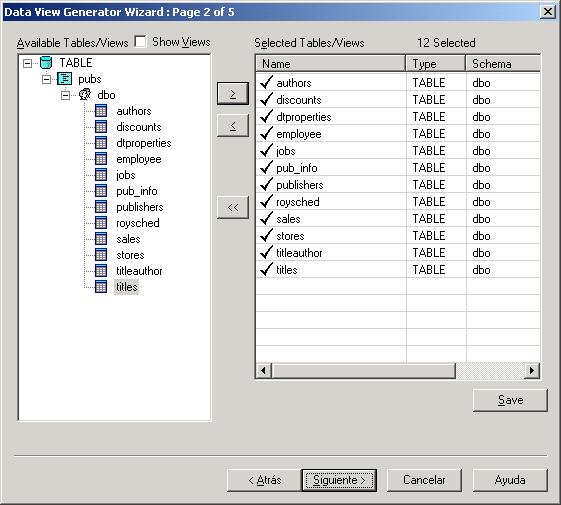 Data View Generator Wizard : Page 2 of 5
Available Tables/Views Show Views
TABLE
pubs
dbo
authors
discounts
dtproperties
employee
jobs
pub_info
publishers
roysched
sales
stores
titleauthor
titles
>
<
<<
Selected Tables/Views 12 Selected
Name Type Schema
authors TABLE dbo
discounts TABLE dbo
dtproperties TABLE dbo
employee TABLE dbo
jobs TABLE dbo
pub_info TABLE dbo
publishers TABLE dbo
roysched TABLE dbo
sales TABLE dbo
stores TABLE dbo
titleauthor TABLE dbo
titles TABLE dbo
Save
< Atrás Siguiente > Cancelar Ayuda